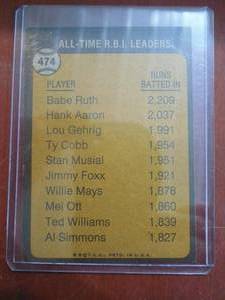 ALL-TIME R.B.I. LEADERS
474
PLAYER RUNS BATTED IN
Babe Ruth 2,209
Hank Aaron 2,037
Lou Gehrig 1,991
Ty Cobb 1,954
Stan Musial 1,951
Jimmy Foxx 1,921
Willie Mays 1,878
Mel Ott 1,860
Ted Williams 1,839
Al Simmons 1,827
PRTD. IN U.S.A.